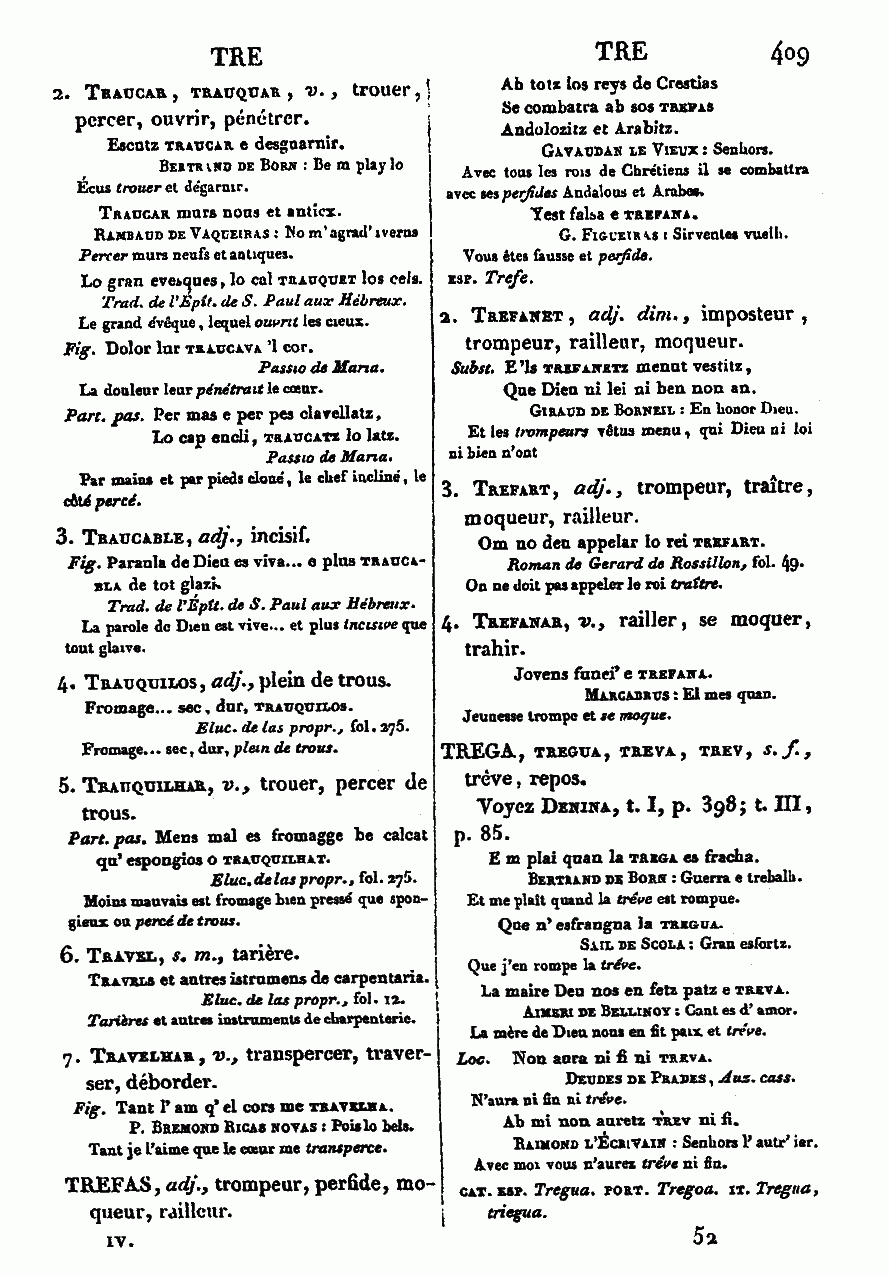 TRE
2. TRAUCAR, TRAUQUAR, v., trouer,
percer, ouvrir, pénétrer.
Escutz TRAUCAR e desguarnir.
BERTRAND DE BORN : Be m play lo
Écus trouer et dégarnir.
TRAUCAR murs nous et anticx.
RAMBAUD DE VAQUEIRAS : No m'agrad'iverns
Percer murs neufs et antiques.
Lo gran evesques, lo cal TRAUQUET los cels.
Trad. de l'Épît. de S. Paul aux Hébreux.
Le grand évêque, lequel ouvrit les cieux.
Fig. Dolor lur TRAUCAVA 'l cor.
Passio de Maria.
La douleur leur pénétrait le cœur.
Part. pas. Per mas e per pes clavellatz,
Lo cap encli, TRAUCATZ lo latz.
Passio de Maria.
Par mains et par pieds cloué, le chef incliné, le
côté percé.
3. TRAUCABLE, adj., incisif.
Fig. Paraula de Dieu es viva... e plus TRAUCA-
BLA de tot glazi.
Trad. de l'Épît. de S. Paul aux Hébreux.
La parole de Dieu est vive... et plus incisive que
tout glaive.
4. TRAUQUILOS, adj., plein de trous.
Fromage... sec, dur, TRAUQUILOS.
Eluc. de las propr., fol. 275.
Fromage... sec, dur, plein de trous.
5. TRAUQUILHAR, v., trouer, percer de
trous.
Part. pas. Mens mal es fromagge be calcat
qu'espongios o TRAUQUILHAT.
Eluc. de las propr., fol. 275.
Moins mauvais est fromage bien pressé que spon-
gieux ou percé de trous.
6. TRAVEL, s. m., tarière.
TRAVELS et autres istrumens de carpentaria.
Eluc. de las propr., fol. 12.
Tarières et autres instruments de charpenterie.
7. TRAVELHAR, v., transpercer, traver-
ser, déborder.
Fig. Tant l'am q'el cors me TRAVELHA.
P. BREMOND RICAS NOVAS : Pois lo bels.
Tant je l'aime que le cœur me transperce.
TREFAS, adj., trompeur, perfide, mo-
queur, railleur.
IV.
TRE 409
Ab totz los reys de Crestias
Se combatra ab sos TREFAS
Andolozitz et Arabitz.
GAVAUDAN LE VIEUX : Senhors.
Avec tous les rois de Chrétiens il se combattra
avec ses perfides Andalous et Arabes.
Yest falsa e TREFANA.
G. FIGUEIRAS : Sirventes vuelh.
Vous êtes fausse et perfide.
ESP. Trefe.
2. TREFANET, adj. dim., imposteur,
trompeur, railleur, moqueur.
Subst. E 'ls TREFANETZ menut vestitz,
Que Dieu ni lei ni ben non an.
GIRAUD DE BORNEIL : En honor Dieu.
Et les trompeurs vêtus menu, qui Dieu ni loi
ni bien n'ont
3. TREFART, adj., trompeur, traître,
moqueur, railleur.
Om no deu appelar lo rei TREFART.
Roman de Gerard de Rossillon, fol. 49.
On ne doit pas appeler le roi traître.
4. TREFANAR, v., railler, se moquer,
trahir.
Jovens funei' e TREFANA.
MARCABRUS : El mes quan.
Jeunesse trompe et se moque.
TREGA, TREGUA, TREVA, TREV, s. f.,
trêve, repos.
Voyez DENINA, t. I, p. 398; t. III,
p. 85.
E m plai quan la TREGA es fracha.
BERTRAND DE BORN : Guerra e trebalh.
Et me plaît quand la tréve est rompue.
Que n'esfrangna la TREGUA.
SAIL DE SCOLA : Gran esfortz.
Que j'en rompe la tréve.
La maire Deu nos en fetz patz e TREVA.
AIMERI DE BELLINOY : Cant es d'amor.
La mère de Dieu nous en fit paix et tréve.
Loc. Non aura ni fi ni TREVA.
DEUDES DE PRADES, Auz. cass.
N'aura ni fin ni tréve.
Ab mi non auretz TREV ni fi.
RAIMOND L'ÉCRIVAIN : Senhors l'autr'ier.
Avec moi vous n'aurez tréve ni fin.
CAT. ESP. Tregua. PORT. Tregoa. IT. Tregua,
triegua.
52